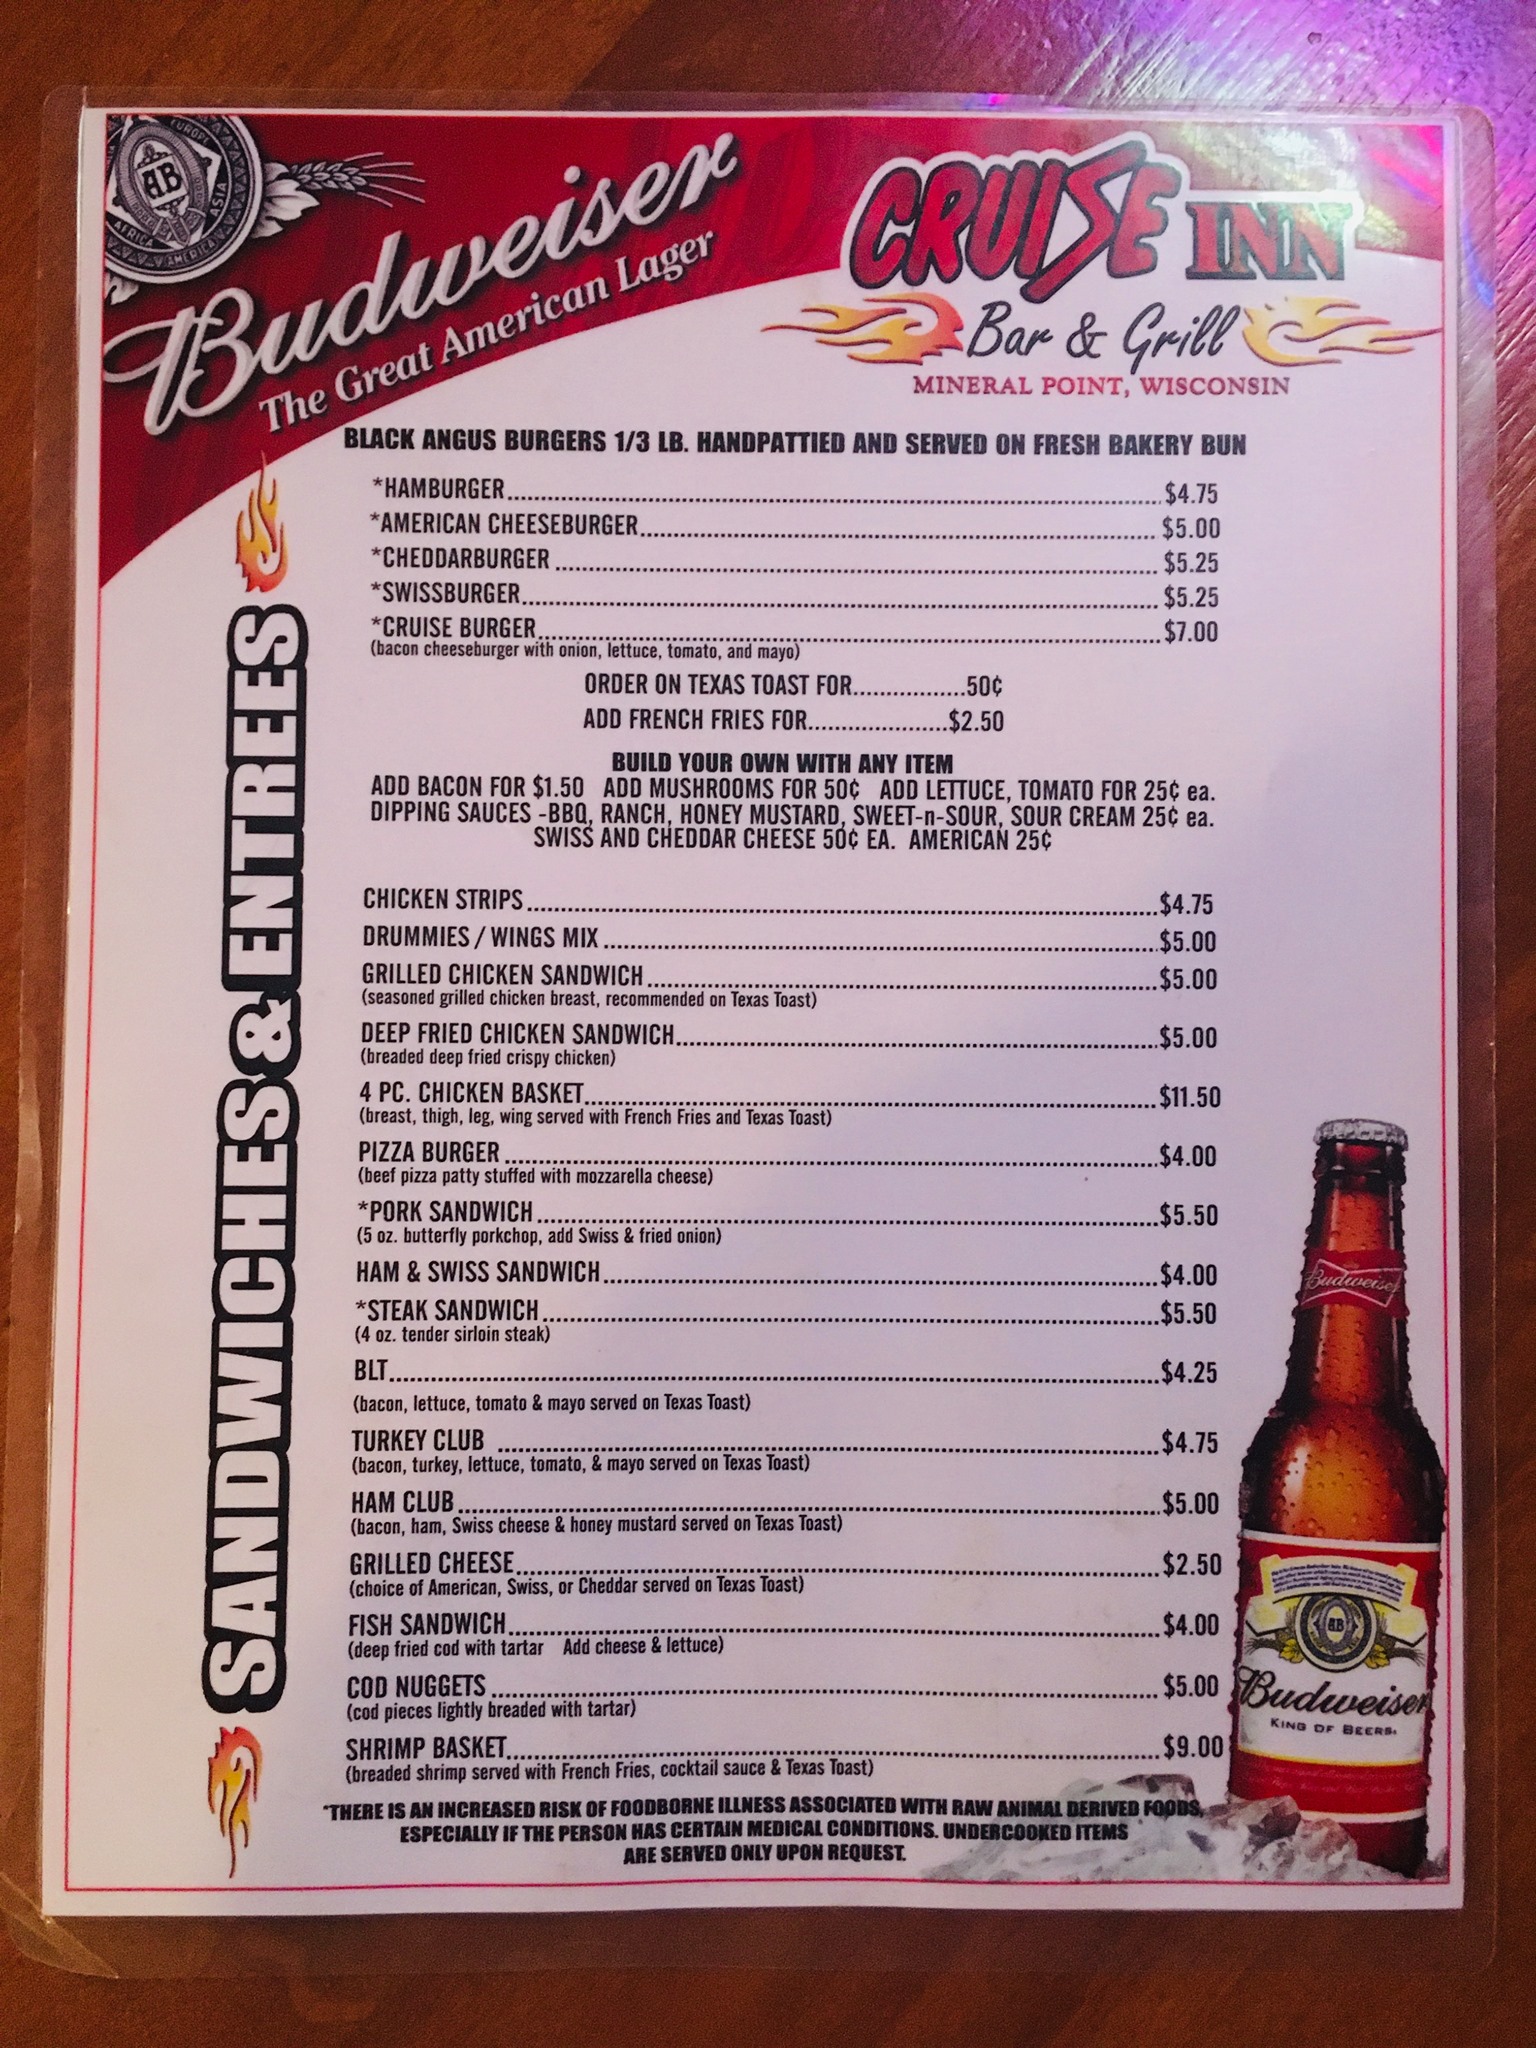 EUROPE
ASIA
AFRICA
AMERICA
AB
Budweiser
The Great American Lager
CRUISE INN
Bar & Grill
MINERAL POINT, WISCONSIN
SANDWICHES & ENTREES
BLACK ANGUS BURGERS 1/3 LB. HANDPATTIED AND SERVED ON FRESH BAKERY BUN
*HAMBURGER $4.75
*AMERICAN CHEESEBURGER $5.00
*CHEDDARBURGER $5.25
*SWISSBURGER $5.25
*CRUISE BURGER $7.00
(bacon cheeseburger with onion, lettuce, tomato, and mayo)
ORDER ON TEXAS TOAST FOR 50¢
ADD FRENCH FRIES FOR $2.50
BUILD YOUR OWN WITH ANY ITEM
ADD BACON FOR $1.50 ADD MUSHROOMS FOR 50¢ ADD LETTUCE, TOMATO FOR 25¢ ea.
DIPPING SAUCES -BBQ, RANCH, HONEY MUSTARD, SWEET-n-SOUR, SOUR CREAM 25¢ ea.
SWISS AND CHEDDAR CHEESE 50¢ EA. AMERICAN 25¢
CHICKEN STRIPS $4.75
DRUMMIES / WINGS MIX $5.00
GRILLED CHICKEN SANDWICH $5.00
(seasoned grilled chicken breast, recommended on Texas Toast)
DEEP FRIED CHICKEN SANDWICH $5.00
(breaded deep fried crispy chicken)
4 PC. CHICKEN BASKET $11.50
(breast, thigh, leg, wing served with French Fries and Texas Toast)
PIZZA BURGER $4.00
(beef pizza patty stuffed with mozzarella cheese)
*PORK SANDWICH $5.50
(5 oz. butterfly porkchop, add Swiss & fried onion)
HAM & SWISS SANDWICH $4.00
*STEAK SANDWICH $5.50
(4 oz. tender sirloin steak)
BLT $4.25
(bacon, lettuce, tomato & mayo served on Texas Toast)
TURKEY CLUB $4.75
(bacon, turkey, lettuce, tomato, & mayo served on Texas Toast)
HAM CLUB $5.00
(bacon, ham, Swiss cheese & honey mustard served on Texas Toast)
GRILLED CHEESE $2.50
(choice of American, Swiss, or Cheddar served on Texas Toast)
FISH SANDWICH $4.00
(deep fried cod with tartar Add cheese & lettuce)
COD NUGGETS $5.00
(cod pieces lightly breaded with tartar)
SHRIMP BASKET $9.00
(breaded shrimp served with French Fries, cocktail sauce & Texas Toast)
*THERE IS AN INCREASED RISK OF FOODBORNE ILLNESS ASSOCIATED WITH RAW ANIMAL DERIVED FOODS,
ESPECIALLY IF THE PERSON HAS CERTAIN MEDICAL CONDITIONS. UNDERCOOKED ITEMS
ARE SERVED ONLY UPON REQUEST.
Budweiser
AB
Budweiser
KING OF BEERS